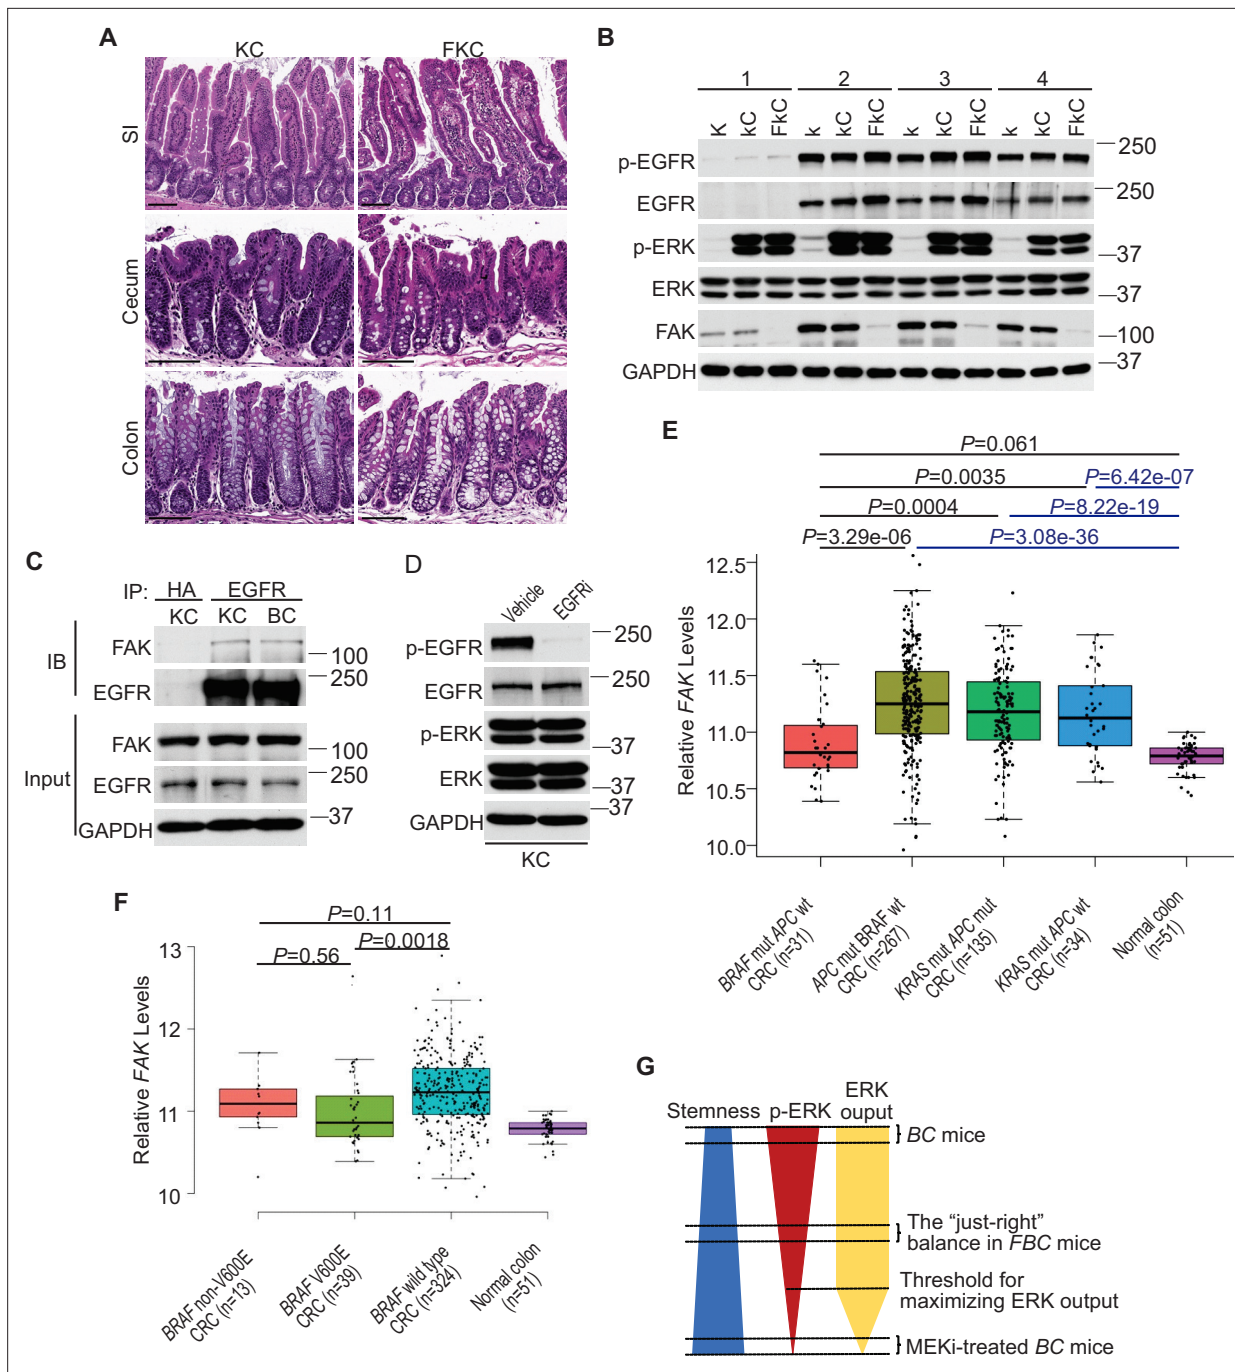 A
KC
FKC
SI
Cecum
Colon
B
1
2
3
4
K
kC
FkC
k
kC
FkC
k
kC
FkC
k
kC
FkC
p-EGFR
250
EGFR
250
p-ERK
37
ERK
37
FAK
100
GAPDH
37
C
IP:
HA
EGFR
KC
KC
BC
IB
FAK
100
EGFR
250
Input
FAK
100
EGFR
250
GAPDH
37
D
Vehicle
EGFRi
p-EGFR
250
EGFR
250
p-ERK
37
ERK
37
GAPDH
37
KC
E
P=0.061
P=0.0035
P=6.42e-07
P=0.0004
P=8.22e-19
P=3.29e-06
P=3.08e-36
Relative FAK Levels
12.5
12.0
11.5
11.0
10.5
10.0
BRAF mut APC wt
CRC (n=31)
APC mut BRAF wt
CRC (n=267)
KRAS mut APC mut
CRC (n=135)
KRAS mut APC wt
CRC (n=34)
Normal colon
(n=51)
F
P=0.11
P=0.56
P=0.0018
Relative FAK Levels
13
12
11
10
BRAF non-V600E
CRC (n=13)
BRAF V600E
CRC (n=39)
BRAF wild type
CRC (n=324)
Normal colon
(n=51)
G
Stemness
p-ERK
ERK
ouput
BC mice
The "just-right"
balance in FBC mice
Threshold for
maximizing ERK output
MEKi-treated BC mice